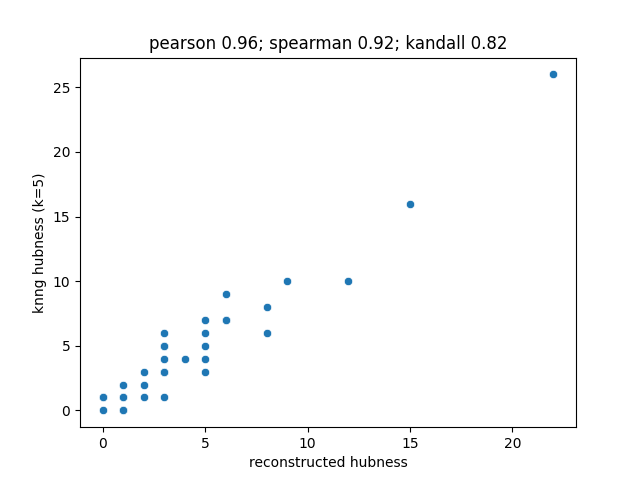 pearson 0.96; spearman 0.92; kandall 0.82
25
20
15
10
5
0
knng hubness (k=5)
0 5 10 15 20
reconstructed hubness